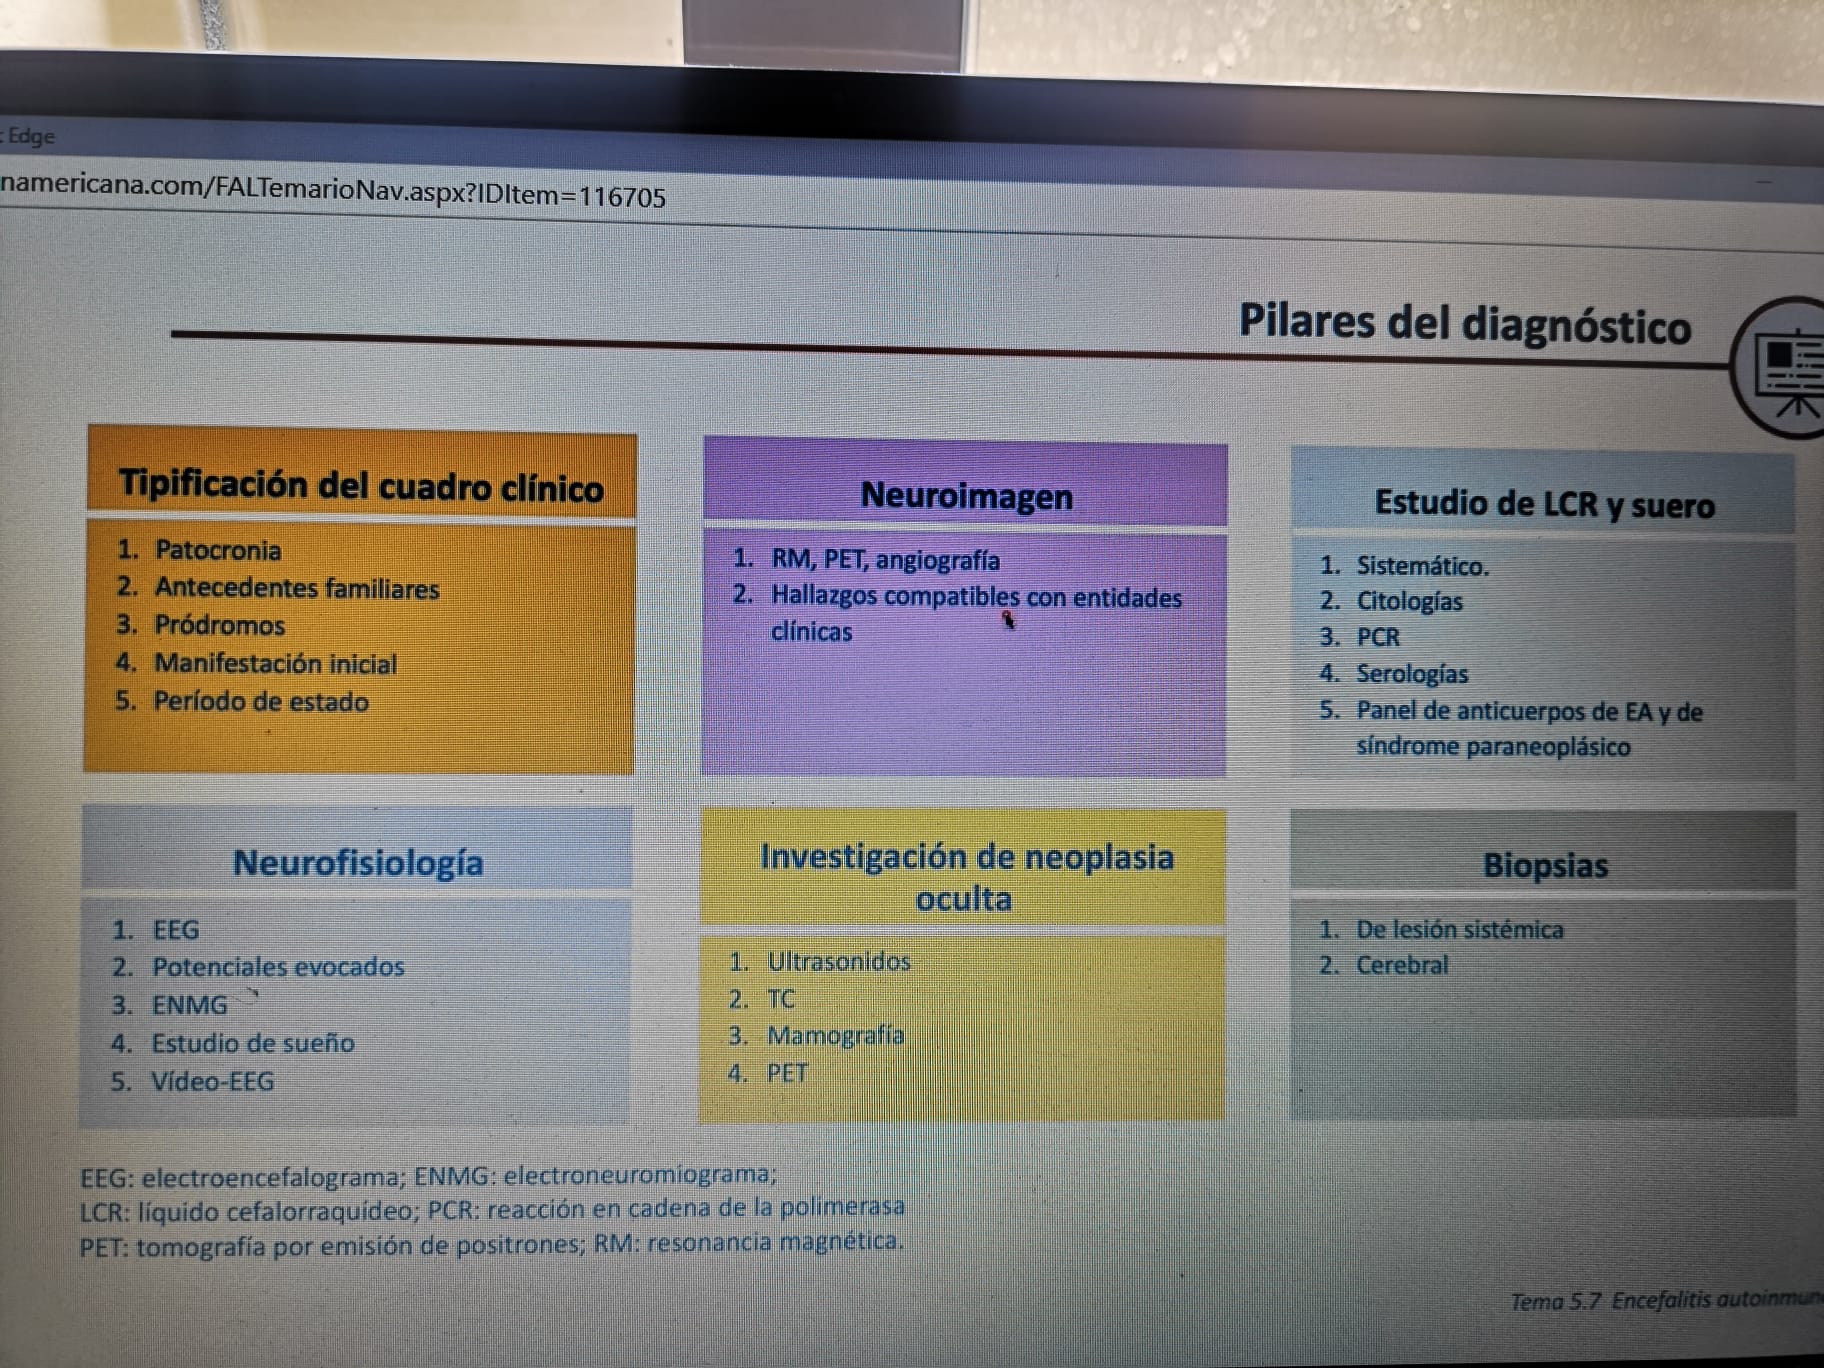 : Edge
namericana.com/FALTemarioNav.aspx?IDItem=116705
Pilares del diagnóstico
Tipificación del cuadro clínico
1. Patocronia
2. Antecedentes familiares
3. Pródromos
4. Manifestación inicial
5. Período de estado
Neuroimagen
1. RM, PET, angiografía
2. Hallazgos compatibles con entidades
clínicas
Estudio de LCR y suero
1. Sistemático.
2. Citologías
3. PCR
4. Serologías
5. Panel de anticuerpos de EA y de
síndrome paraneoplásico
Neurofisiología
1. EEG
2. Potenciales evocados
3. ENMG
4. Estudio de sueño
5. Vídeo-EEG
Investigación de neoplasia
oculta
1. Ultrasonidos
2. TC
3. Mamografía
4. PET
Biopsias
1. De lesión sistémica
2. Cerebral
EEG: electroencefalograma; ENMG: electroneuromiograma;
LCR: líquido cefalorraquídeo; PCR: reacción en cadena de la polimerasa
PET: tomografía por emisión de positrones; RM: resonancia magnética.
Tema 5.7 Encefalitis autoinmun